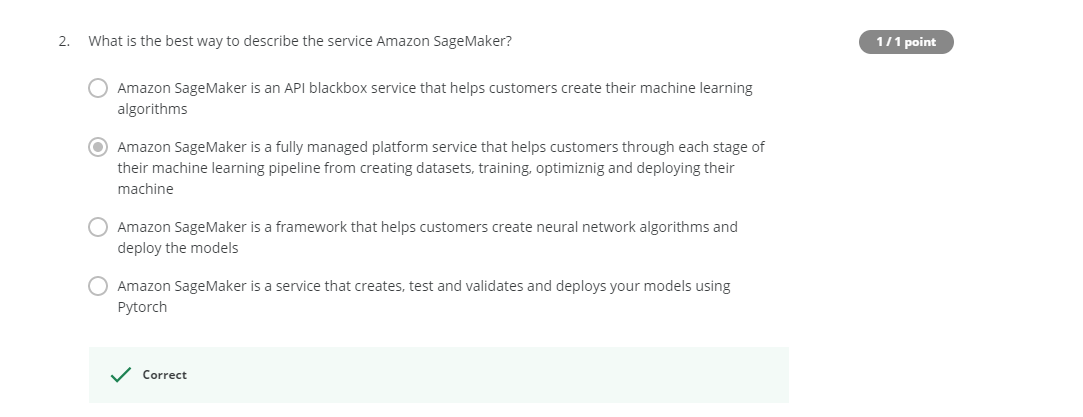 2. What is the best way to describe the service Amazon SageMaker?
1 / 1 point
Amazon SageMaker is an API blackbox service that helps customers create their machine learning
algorithms
Amazon SageMaker is a fully managed platform service that helps customers through each stage of
their machine learning pipeline from creating datasets, training, optimiznig and deploying their
machine
Amazon SageMaker is a framework that helps customers create neural network algorithms and
deploy the models
Amazon SageMaker is a service that creates, test and validates and deploys your models using
Pytorch
Correct